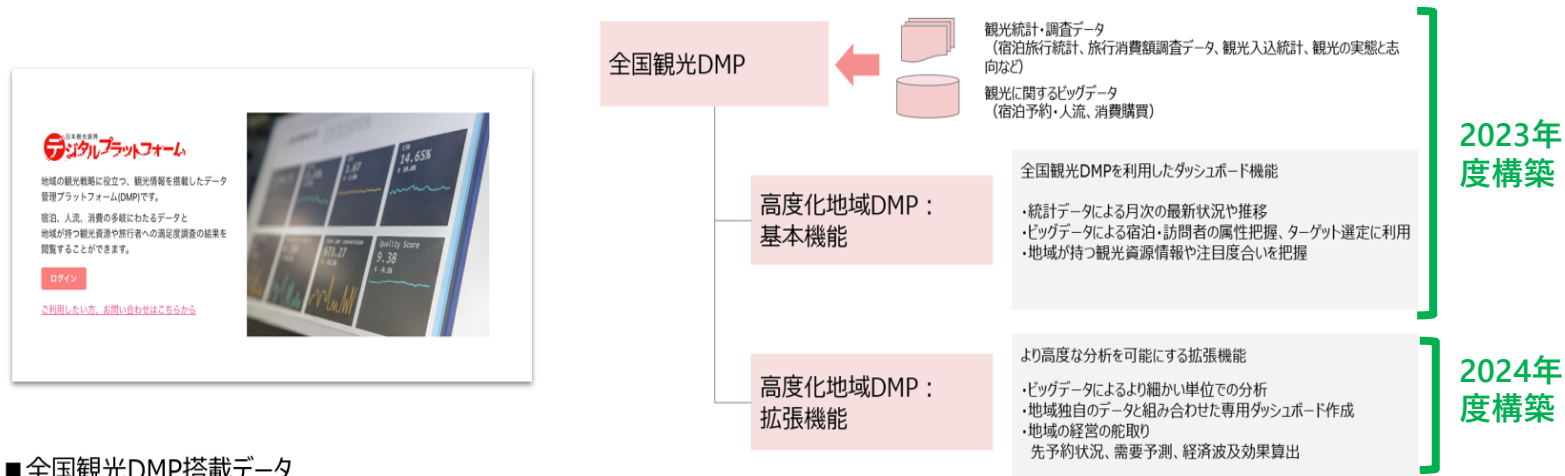 日本観光振興
デジタルプラットフォーム
地域の観光戦略に役立つ、観光情報を搭載したデータ
管理プラットフォーム(DMP)です。
宿泊、人流、消費の多岐にわたるデータと
地域が持つ観光資源や旅行者への満足度調査の結果を
閲覧することができます。
ログイン
ご利用したい方、お問い合わせはこちらから
14.65%
1.67
673.27
Quality Score
9.38
全国観光DMP
観光統計・調査データ
（宿泊旅行統計、旅行消費額調査データ、観光入込統計、観光の実態と志
向など）
観光に関するビッグデータ
（宿泊予約・人流、消費購買）
高度化地域DMP：
基本機能
全国観光DMPを利用したダッシュボード機能
・統計データによる月次の最新状況や推移
・ビッグデータによる宿泊・訪問者の属性把握、ターゲット選定に利用
・地域が持つ観光資源情報や注目度合いを把握
2023年
度構築
高度化地域DMP：
拡張機能
より高度な分析を可能にする拡張機能
・ビッグデータによるより細かい単位での分析
・地域独自のデータと組み合わせた専用ダッシュボード作成
・地域の経営の舵取り
先予約状況、需要予測、経済波及効果算出
2024年
度構築
■全国観光DMP搭載データ